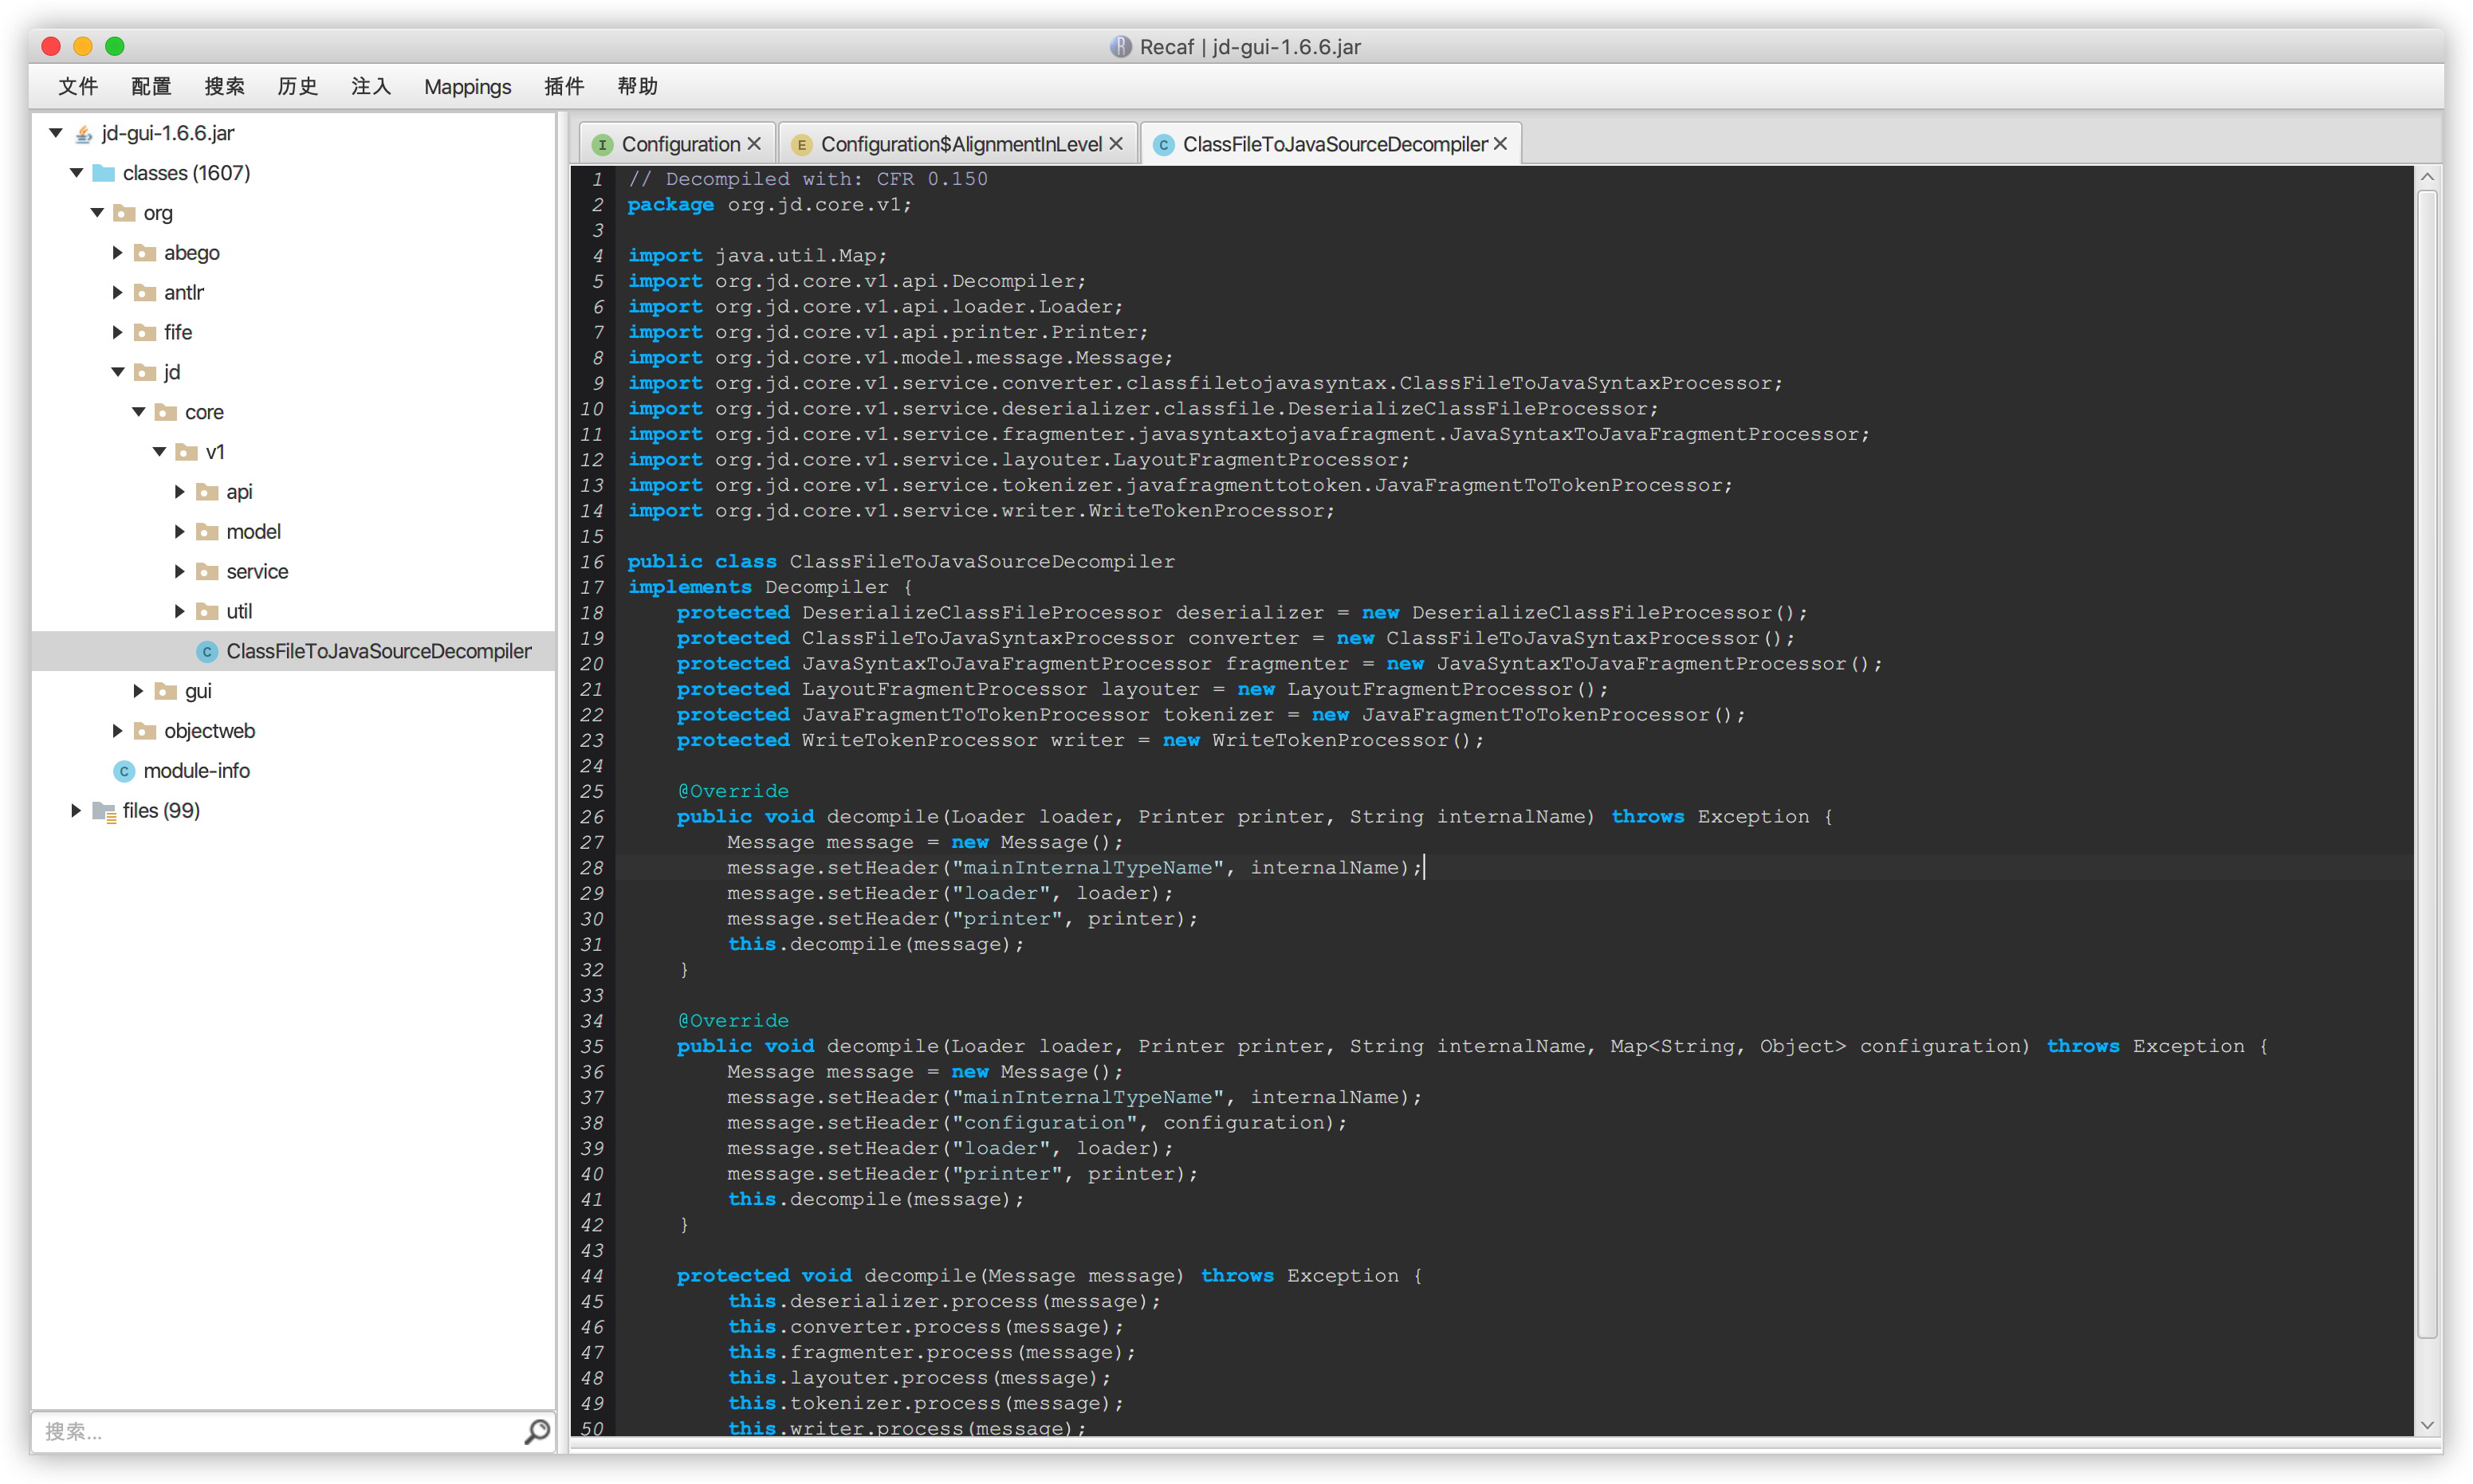 Recaf | jd-gui-1.6.6.jar
文件 配置 搜索 历史 注入 Mappings 插件 帮助
jd-gui-1.6.6.jar
classes (1607)
org
abego
antlr
fife
jd
core
v1
api
model
service
util
ClassFileToJavaSourceDecompiler
gui
objectweb
module-info
files (99)
搜索...
Configuration Configuration$AlignmentInLevel ClassFileToJavaSourceDecompiler
1 // Decompiled with: CFR 0.150
2 package org.jd.core.v1;
3
4 import java.util.Map;
5 import org.jd.core.v1.api.Decompiler;
6 import org.jd.core.v1.api.loader.Loader;
7 import org.jd.core.v1.api.printer.Printer;
8 import org.jd.core.v1.model.message.Message;
9 import org.jd.core.v1.service.converter.classfiletojavasyntax.ClassFileToJavaSyntaxProcessor;
10 import org.jd.core.v1.service.deserializer.classfile.DeserializeClassFileProcessor;
11 import org.jd.core.v1.service.fragmenter.javasyntaxtojavafragment.JavaSyntaxToJavaFragmentProcessor;
12 import org.jd.core.v1.service.layouter.LayoutFragmentProcessor;
13 import org.jd.core.v1.service.tokenizer.javafragmenttotoken.JavaFragmentToTokenProcessor;
14 import org.jd.core.v1.service.writer.WriteTokenProcessor;
15
16 public class ClassFileToJavaSourceDecompiler
17 implements Decompiler {
18     protected DeserializeClassFileProcessor deserializer = new DeserializeClassFileProcessor();
19     protected ClassFileToJavaSyntaxProcessor converter = new ClassFileToJavaSyntaxProcessor();
20     protected JavaSyntaxToJavaFragmentProcessor fragmenter = new JavaSyntaxToJavaFragmentProcessor();
21     protected LayoutFragmentProcessor layouter = new LayoutFragmentProcessor();
22     protected JavaFragmentToTokenProcessor tokenizer = new JavaFragmentToTokenProcessor();
23     protected WriteTokenProcessor writer = new WriteTokenProcessor();
24
25     @Override
26     public void decompile(Loader loader, Printer printer, String internalName) throws Exception {
27         Message message = new Message();
28         message.setHeader("mainInternalTypeName", internalName);
29         message.setHeader("loader", loader);
30         message.setHeader("printer", printer);
31         this.decompile(message);
32     }
33
34     @Override
35     public void decompile(Loader loader, Printer printer, String internalName, Map<String, Object> configuration) throws Exception {
36         Message message = new Message();
37         message.setHeader("mainInternalTypeName", internalName);
38         message.setHeader("configuration", configuration);
39         message.setHeader("loader", loader);
40         message.setHeader("printer", printer);
41         this.decompile(message);
42     }
43
44     protected void decompile(Message message) throws Exception {
45         this.deserializer.process(message);
46         this.converter.process(message);
47         this.fragmenter.process(message);
48         this.layouter.process(message);
49         this.tokenizer.process(message);
50         this.writer.process(message);